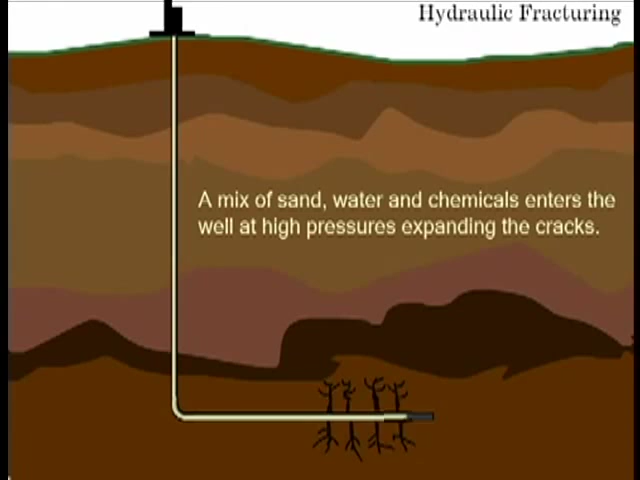 Hydraulic Fracturing
A mix of sand, water and chemicals enters the
well at high pressures expanding the cracks.